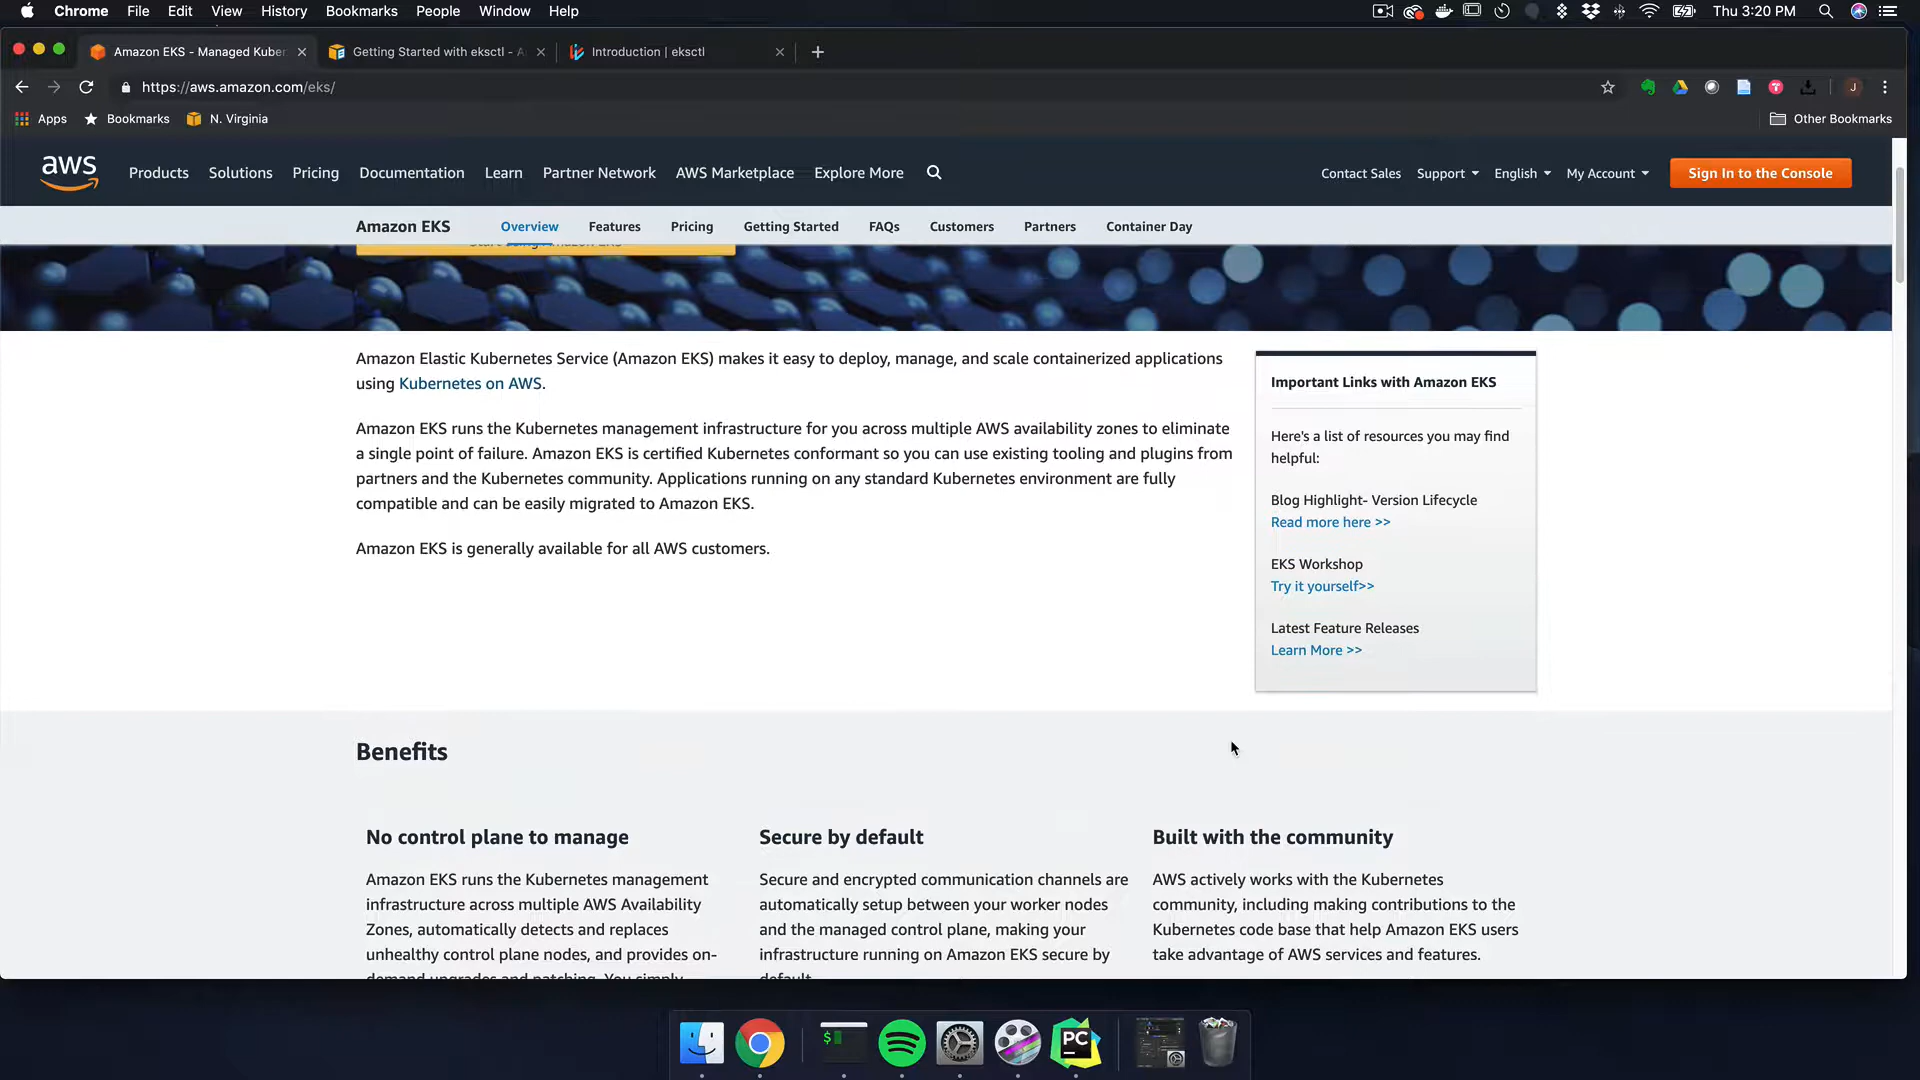 Chrome File Edit View History Bookmarks People Window Help Thu 3:20 PM
Amazon EKS - Managed Kuber Getting Started with eksctl - A Introduction | eksctl
https://aws.amazon.com/eks/ J
Apps Bookmarks N. Virginia Other Bookmarks
aws Products Solutions Pricing Documentation Learn Partner Network AWS Marketplace Explore More Contact Sales Support English My Account Sign In to the Console
Amazon EKS Overview Features Pricing Getting Started FAQs Customers Partners Container Day
Amazon Elastic Kubernetes Service (Amazon EKS) makes it easy to deploy, manage, and scale containerized applications
using Kubernetes on AWS.
Amazon EKS runs the Kubernetes management infrastructure for you across multiple AWS availability zones to eliminate
a single point of failure. Amazon EKS is certified Kubernetes conformant so you can use existing tooling and plugins from
partners and the Kubernetes community. Applications running on any standard Kubernetes environment are fully
compatible and can be easily migrated to Amazon EKS.
Amazon EKS is generally available for all AWS customers.
Important Links with Amazon EKS
Here's a list of resources you may find
helpful:
Blog Highlight- Version Lifecycle
Read more here >>
EKS Workshop
Try it yourself>>
Latest Feature Releases
Learn More >>
Benefits
No control plane to manage
Amazon EKS runs the Kubernetes management
infrastructure across multiple AWS Availability
Zones, automatically detects and replaces
unhealthy control plane nodes, and provides on-
demand upgrades and patching. You simply
Secure by default
Secure and encrypted communication channels are
automatically setup between your worker nodes
and the managed control plane, making your
infrastructure running on Amazon EKS secure by
default.
Built with the community
AWS actively works with the Kubernetes
community, including making contributions to the
Kubernetes code base that help Amazon EKS users
take advantage of AWS services and features.
$
PC